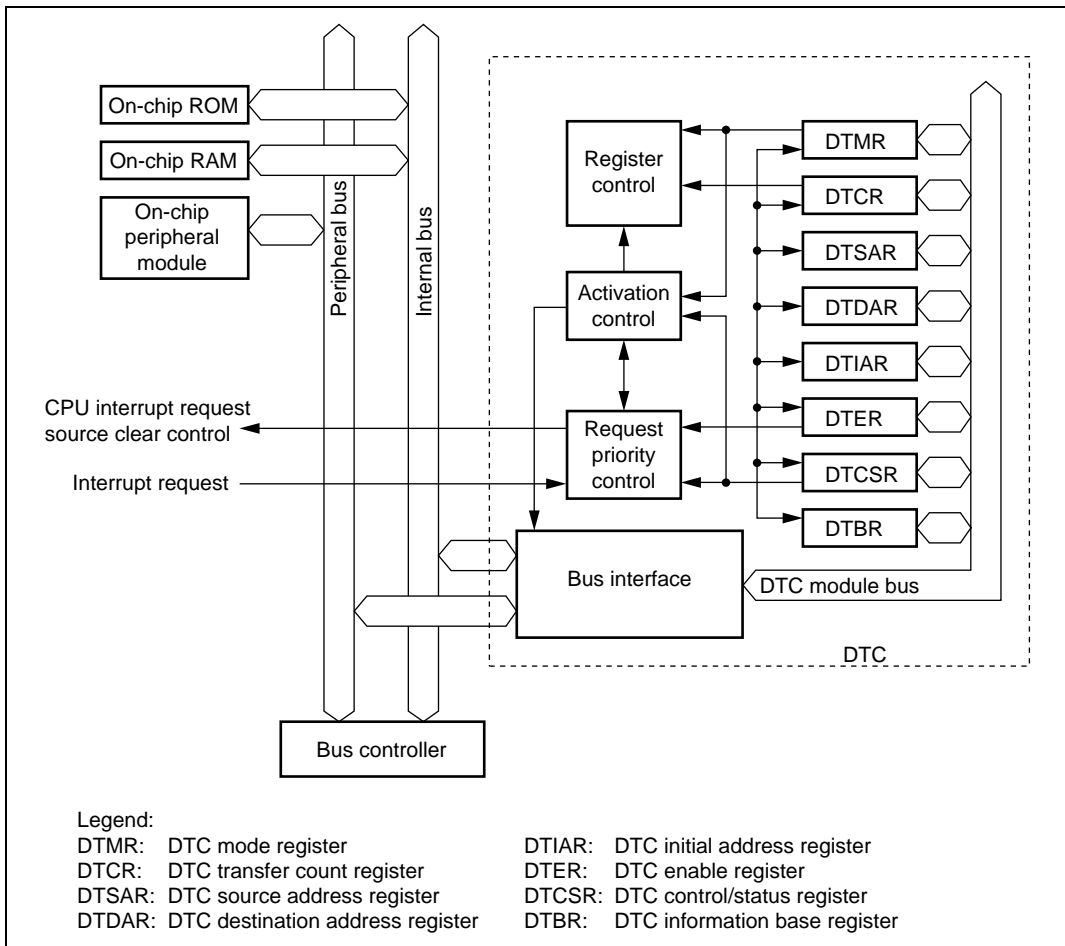 On-chip ROM
On-chip RAM
On-chip
peripheral
module
Peripheral bus
Internal bus
CPU interrupt request
source clear control
Interrupt request
Register
control
Activation
control
Request
priority
control
Bus interface
DTMR
DTCR
DTSAR
DTDAR
DTIAR
DTER
DTCSR
DTBR
DTC module bus
DTC
Bus controller
Legend:
DTMR: DTC mode register
DTCR: DTC transfer count register
DTSAR: DTC source address register
DTDAR: DTC destination address register
DTIAR: DTC initial address register
DTER: DTC enable register
DTCSR: DTC control/status register
DTBR: DTC information base register